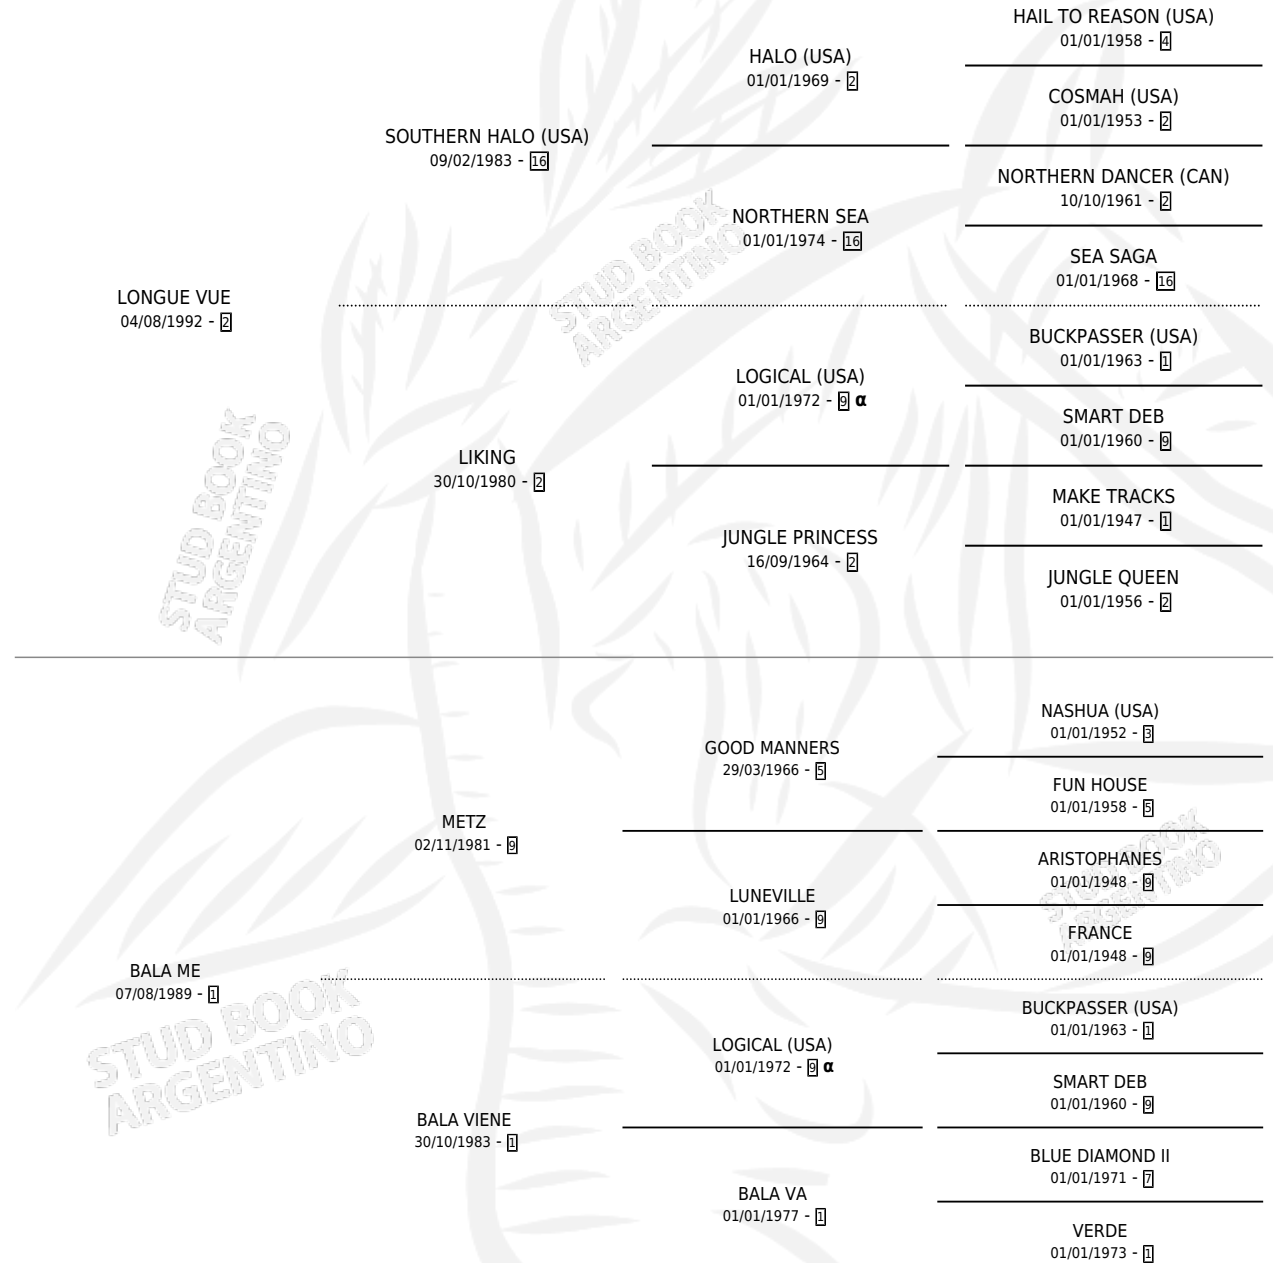 HAIL TO REASON (USA)
01/01/1958 - 4
HALO (USA)
01/01/1969 - 2
COSMAH (USA)
01/01/1953 - 2
SOUTHERN HALO (USA)
09/02/1983 - 16
NORTHERN DANCER (CAN)
10/10/1961 - 2
NORTHERN SEA
01/01/1974 - 16
SEA SAGA
01/01/1968 - 16
LONGUE VUE
04/08/1992 - 2
BUCKPASSER (USA)
01/01/1963 - 1
LOGICAL (USA)
01/01/1972 - 9 α
SMART DEB
01/01/1960 - 9
LIKING
30/10/1980 - 2
MAKE TRACKS
01/01/1947 - 1
JUNGLE PRINCESS
16/09/1964 - 2
JUNGLE QUEEN
01/01/1956 - 2
NASHUA (USA)
01/01/1952 - 3
GOOD MANNERS
29/03/1966 - 5
FUN HOUSE
01/01/1958 - 5
METZ
02/11/1981 - 9
ARISTOPHANES
01/01/1948 - 9
LUNEVILLE
01/01/1966 - 9
FRANCE
01/01/1948 - 9
BALA ME
07/08/1989 - 1
BUCKPASSER (USA)
01/01/1963 - 1
LOGICAL (USA)
01/01/1972 - 9 α
SMART DEB
01/01/1960 - 9
BALA VIENE
30/10/1983 - 1
BLUE DIAMOND II
01/01/1971 - 7
BALA VA
01/01/1977 - 1
VERDE
01/01/1973 - 1
STUD BOOK
ARGENTINO
STUD BOOK
ARGENTINO
STUD BOOK
ARGENTINO
STUD BOOK
ARGENTINO